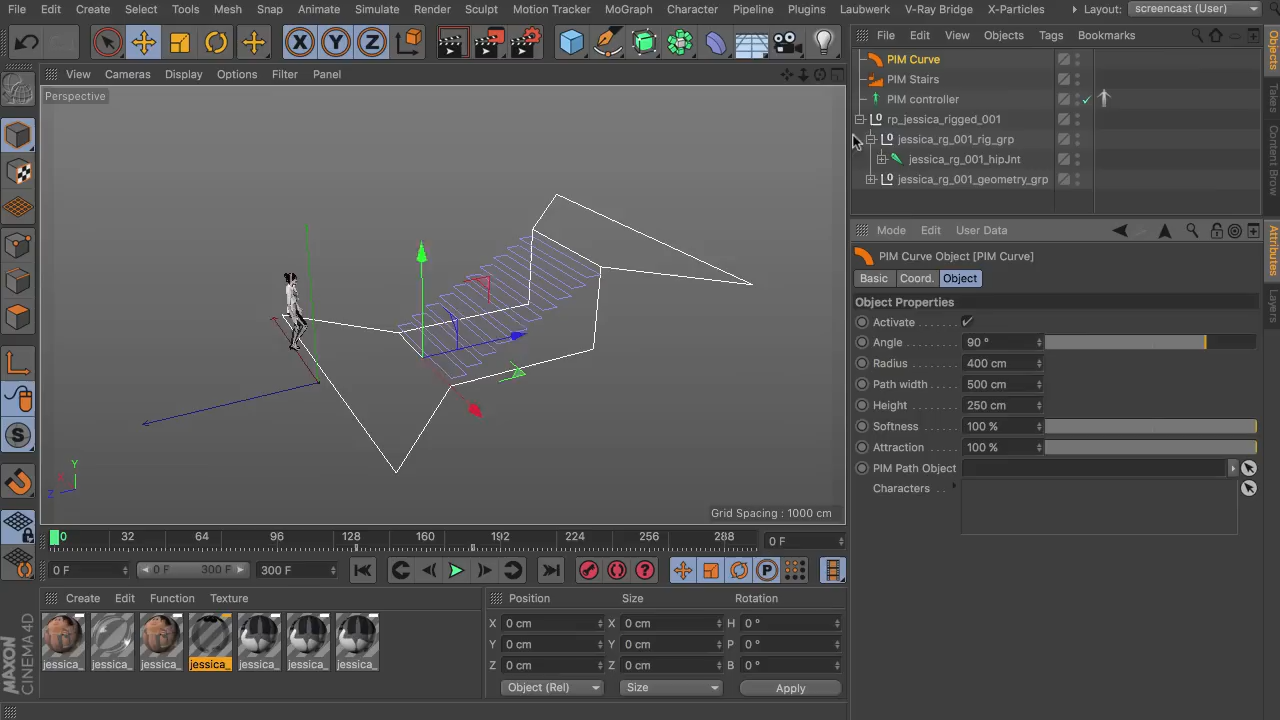 File Edit Create Select Tools Mesh Snap Animate Simulate Render Sculpt Motion Tracker MoGraph Character Pipeline Plugins Laubwerk V-Ray Bridge X-Particles Layout: screencast (User)
X Y Z
File Edit View Objects Tags Bookmarks
View Cameras Display Options Filter Panel
Perspective
PIM Curve
PIM Stairs
PIM controller
rp_jessica_rigged_001
jessica_rg_001_rig_grp
jessica_rg_001_hipJnt
jessica_rg_001_geometry_grp
Objects
Takes
Content Browser
Structure
Attributes
Layers
Mode Edit User Data
PIM Curve Object [PIM Curve]
Basic Coord. Object
Object Properties
Activate
Angle 90 °
Radius 400 cm
Path width 500 cm
Height 250 cm
Softness 100 %
Attraction 100 %
PIM Path Object
Characters
Y
X
Z
Grid Spacing : 1000 cm
0 32 64 96 128 160 192 224 256 288 0 F
0 F 0 F 300 F 300 F
P
S
Create Edit Function Texture
jessica_ jessica_ jessica_ jessica_ jessica_ jessica_ jessica_
Position Size Rotation
X 0 cm X 0 cm H 0 °
Y 0 cm Y 0 cm P 0 °
Z 0 cm Z 0 cm B 0 °
Object (Rel) Size Apply
MAXON
CINEMA 4D